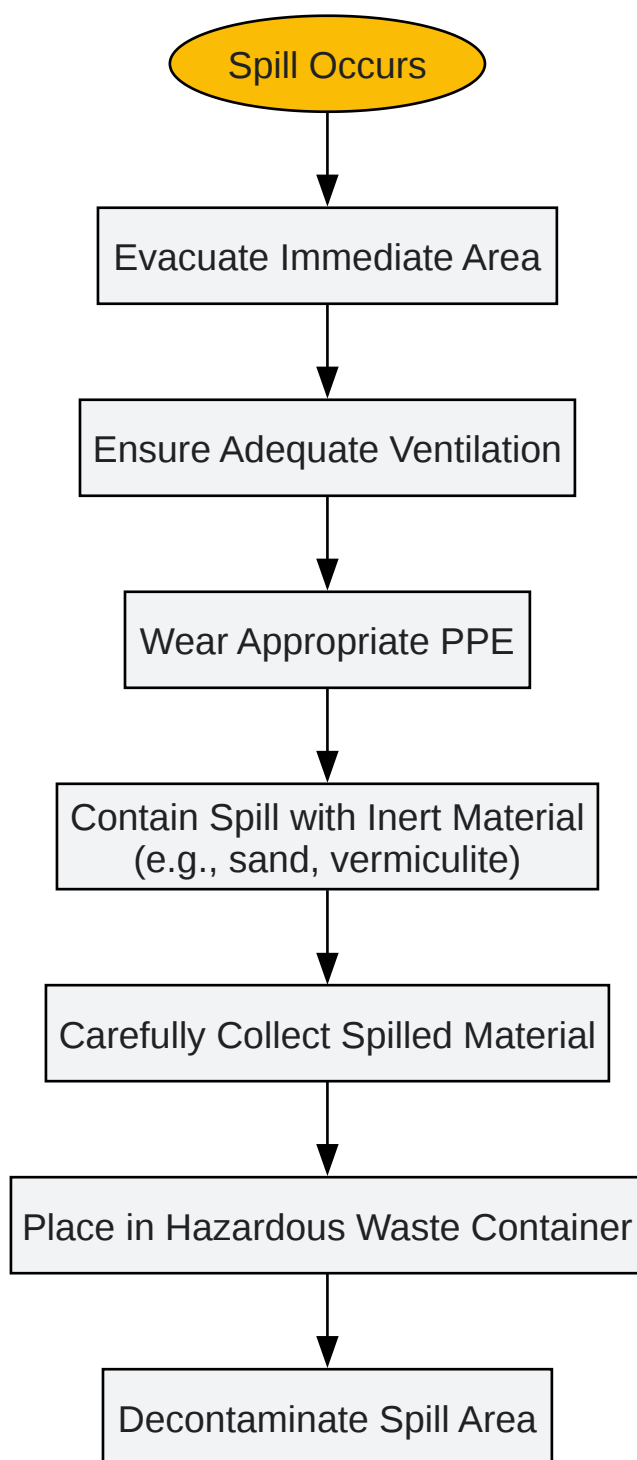 Spill Occurs
Evacuate Immediate Area
Ensure Adequate Ventilation
Wear Appropriate PPE
Contain Spill with Inert Material
(e.g., sand, vermiculite)
Carefully Collect Spilled Material
Place in Hazardous Waste Container
Decontaminate Spill Area